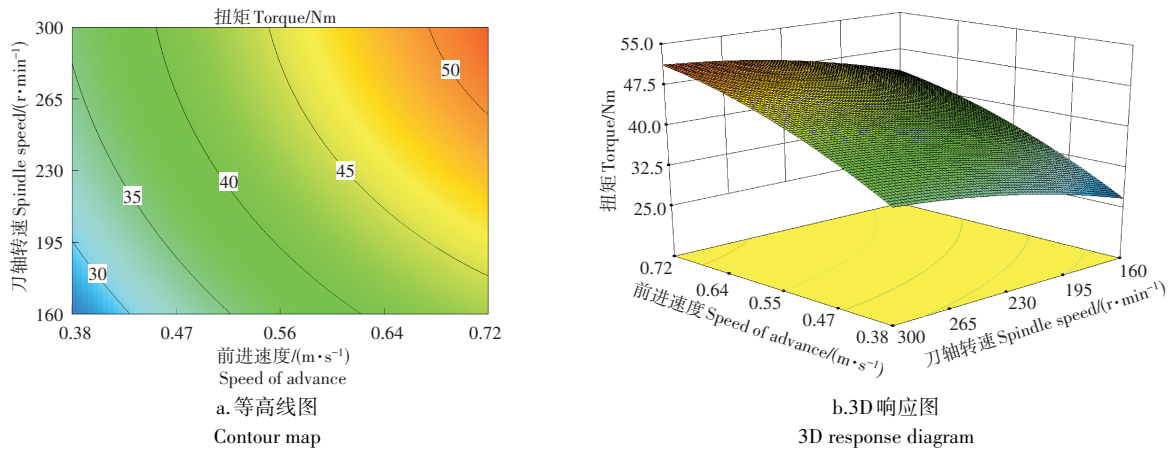 扭矩 Torque/Nm
刀轴转速 Spindle speed/(r·min⁻¹)
300
265
230
195
160
50
45
40
35
30
0.38
0.47
0.56
0.64
0.72
前进速度/(m·s⁻¹)
Speed of advance
a.等高线图
Contour map
扭矩 Torque/Nm
55.0
47.5
40.0
32.5
25.0
0.72
0.64
0.55
0.47
0.38
前进速度 Speed of advance/(m·s⁻¹)
300
265
230
195
160
刀轴转速 Spindle speed/(r·min⁻¹)
b.3D响应图
3D response diagram